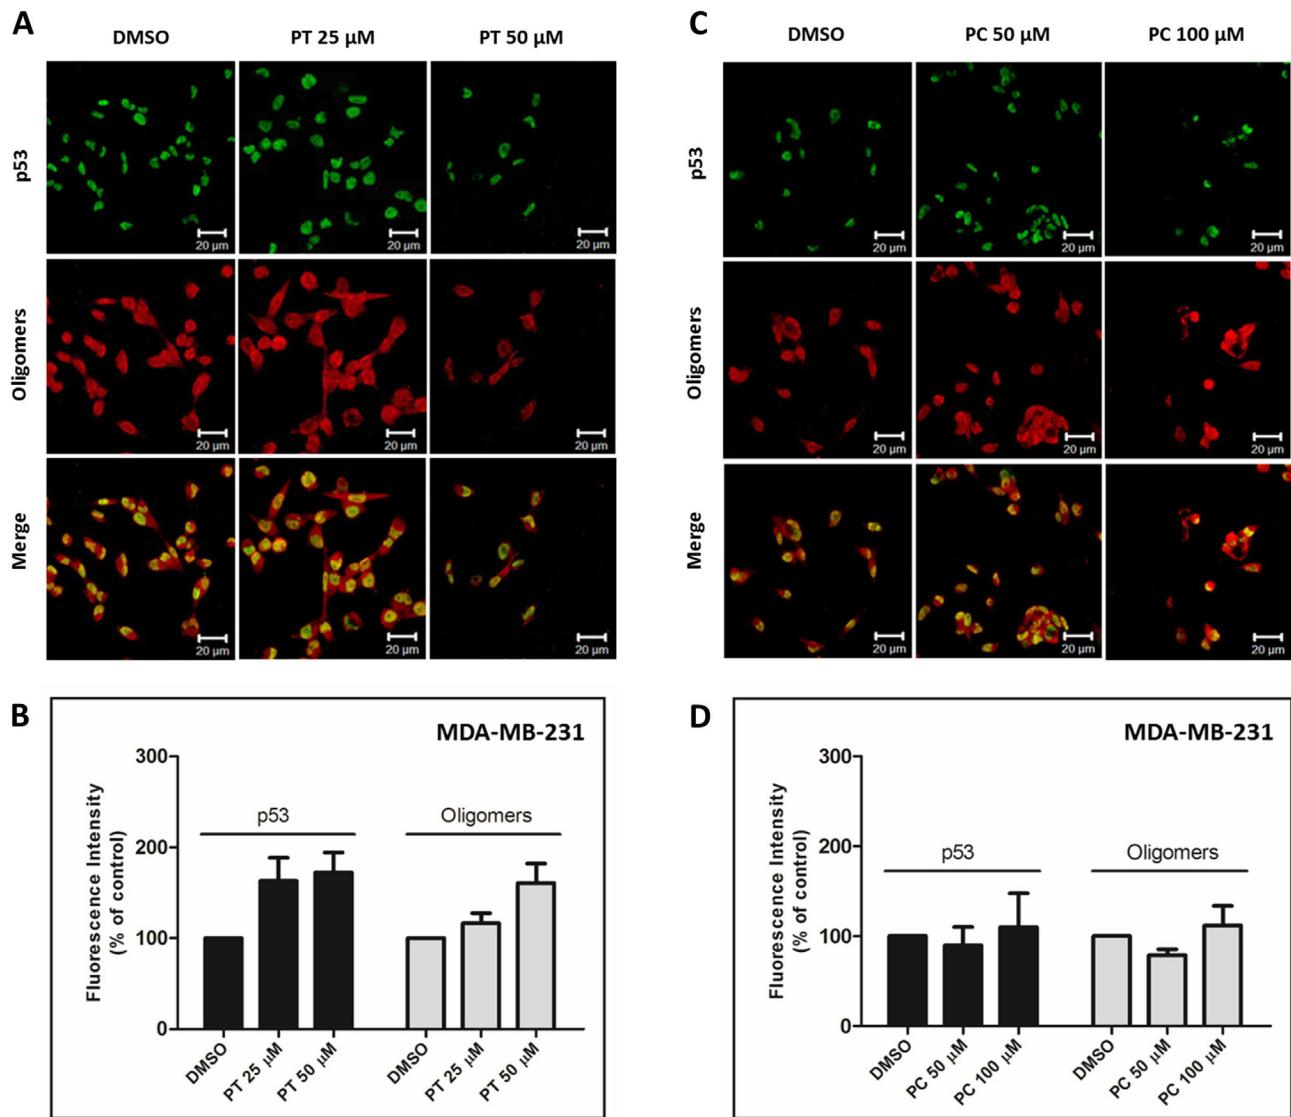 A
DMSO PT 25 µM PT 50 µM
p53
20 µm 20 µm 20 µm
Oligomers
20 µm 20 µm 20 µm
Merge
20 µm 20 µm 20 µm
B
MDA-MB-231
Fluorescence Intensity
(% of control)
300
200
100
0
p53 Oligomers
DMSO PT 25 µM PT 50 µM DMSO PT 25 µM PT 50 µM
C
DMSO PC 50 µM PC 100 µM
p53
20 µm 20 µm 20 µm
Oligomers
20 µm 20 µm 20 µm
Merge
20 µm 20 µm 20 µm
D
MDA-MB-231
Fluorescence Intensity
(% of control)
300
200
100
0
p53 Oligomers
DMSO PC 50 µM PC 100 µM DMSO PC 50 µM PC 100 µM